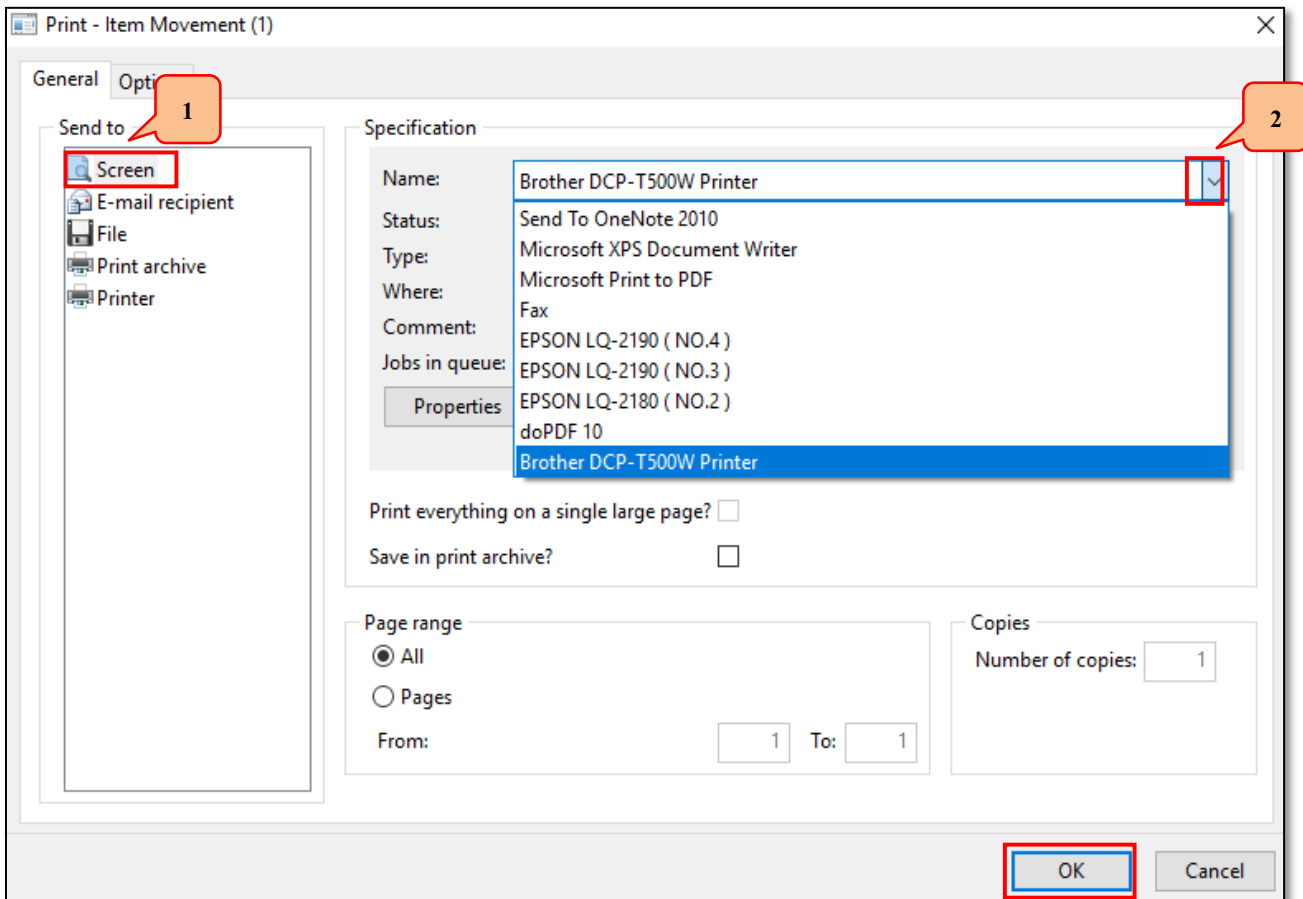 Print - Item Movement (1)
General
Opti
1
2
Send to
Screen
E-mail recipient
File
Print archive
Printer
Specification
Name: Brother DCP-T500W Printer
Status:
Type:
Where:
Comment:
Jobs in queue:
Properties
Send To OneNote 2010
Microsoft XPS Document Writer
Microsoft Print to PDF
Fax
EPSON LQ-2190 ( NO.4 )
EPSON LQ-2190 ( NO.3 )
EPSON LQ-2180 ( NO.2 )
doPDF 10
Brother DCP-T500W Printer
Print everything on a single large page?
Save in print archive?
Page range
All
Pages
From: 1 To: 1
Copies
Number of copies: 1
OK Cancel